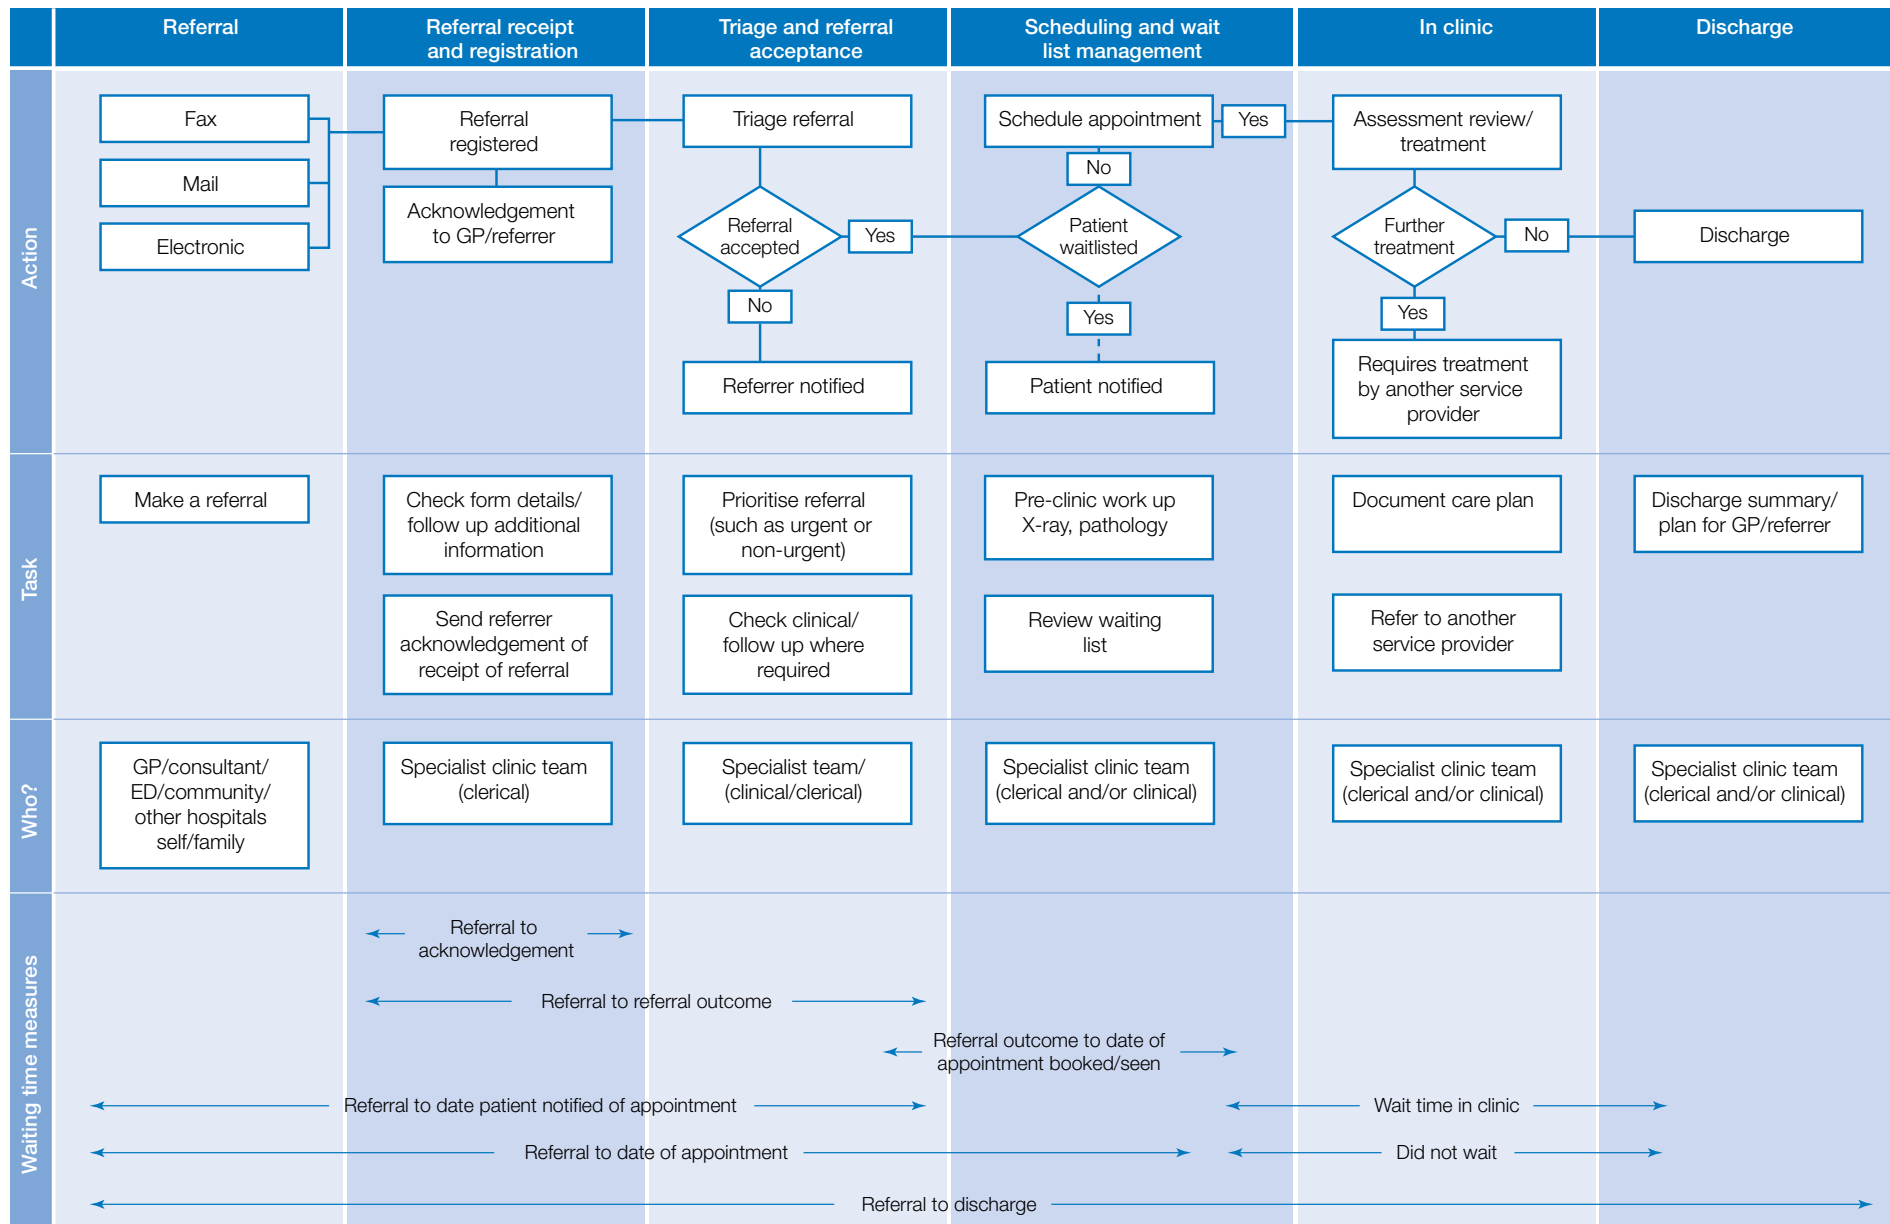 Referral
Referral receipt
and registration
Triage and referral
acceptance
Scheduling and wait
list management
In clinic
Discharge
Action
Fax
Mail
Electronic
Referral
registered
Acknowledgement
to GP/referrer
Triage referral
Referral
accepted
Yes
No
Referrer notified
Schedule appointment
Yes
No
Patient
waitlisted
Yes
Patient notified
Assessment review/
treatment
Further
treatment
No
Yes
Requires treatment
by another service
provider
Discharge
Task
Make a referral
Check form details/
follow up additional
information
Send referrer
acknowledgement of
receipt of referral
Prioritise referral
(such as urgent or
non-urgent)
Check clinical/
follow up where
required
Pre-clinic work up
X-ray, pathology
Review waiting
list
Document care plan
Refer to another
service provider
Discharge summary/
plan for GP/referrer
Who?
GP/consultant/
ED/community/
other hospitals
self/family
Specialist clinic team
(clerical)
Specialist team/
(clinical/clerical)
Specialist clinic team
(clerical and/or clinical)
Specialist clinic team
(clerical and/or clinical)
Specialist clinic team
(clerical and/or clinical)
Waiting time measures
Referral to
acknowledgement
Referral to referral outcome
Referral outcome to date of
appointment booked/seen
Referral to date patient notified of appointment
Wait time in clinic
Referral to date of appointment
Did not wait
Referral to discharge